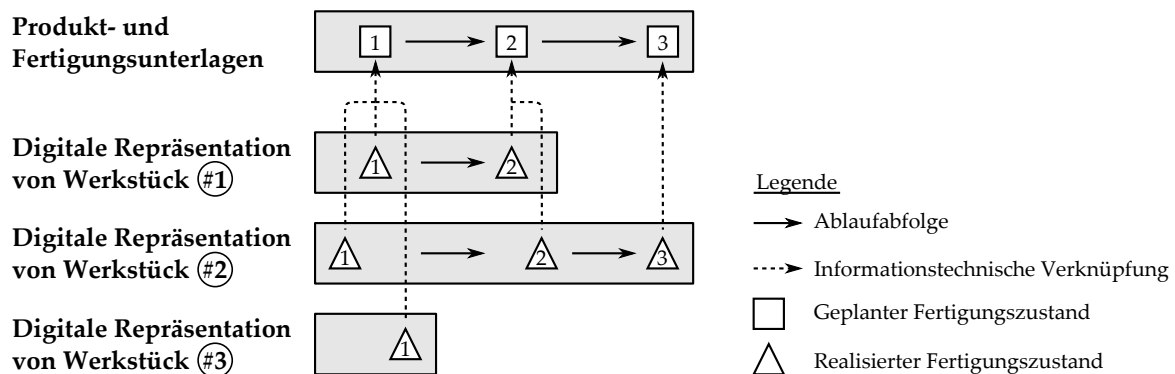 Produkt- und
Fertigungsunterlagen
1 2 3
Digitale Repräsentation
von Werkstück #1
1 2
Digitale Repräsentation
von Werkstück #2
1 2 3
Digitale Repräsentation
von Werkstück #3
1
Legende
Ablaufabfolge
Informationstechnische Verknüpfung
Geplanter Fertigungszustand
Realisierter Fertigungszustand